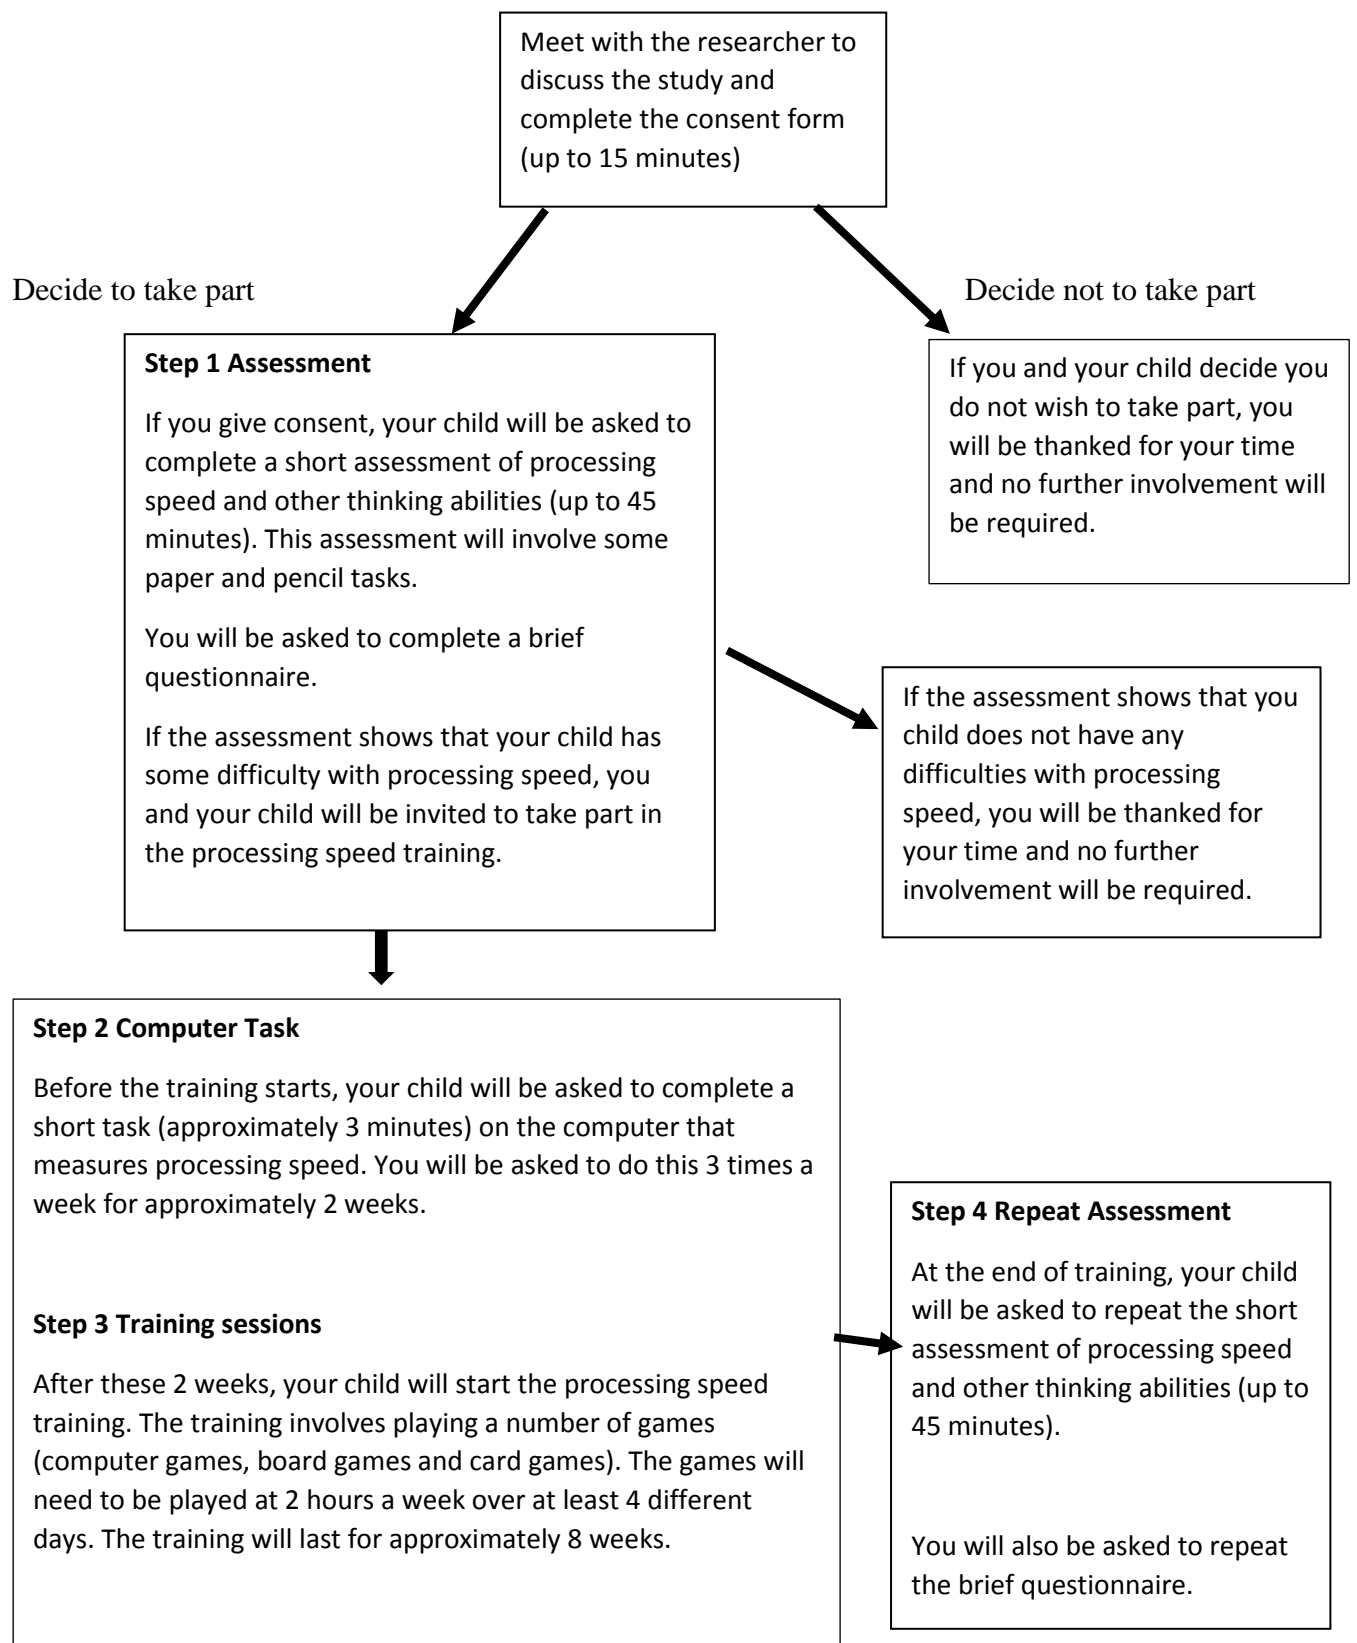 Meet with the researcher to
discuss the study and
complete the consent form
(up to 15 minutes)
Decide to take part
Decide not to take part
Step 1 Assessment
If you give consent, your child will be asked to
complete a short assessment of processing
speed and other thinking abilities (up to 45
minutes). This assessment will involve some
paper and pencil tasks.
You will be asked to complete a brief
questionnaire.
If the assessment shows that your child has
some difficulty with processing speed, you
and your child will be invited to take part in
the processing speed training.
If you and your child decide you
do not wish to take part, you
will be thanked for your time
and no further involvement will
be required.
If the assessment shows that you
child does not have any
difficulties with processing
speed, you will be thanked for
your time and no further
involvement will be required.
Step 2 Computer Task
Before the training starts, your child will be asked to complete a
short task (approximately 3 minutes) on the computer that
measures processing speed. You will be asked to do this 3 times a
week for approximately 2 weeks.
Step 3 Training sessions
After these 2 weeks, your child will start the processing speed
training. The training involves playing a number of games
(computer games, board games and card games). The games will
need to be played at 2 hours a week over at least 4 different
days. The training will last for approximately 8 weeks.
Step 4 Repeat Assessment
At the end of training, your child
will be asked to repeat the short
assessment of processing speed
and other thinking abilities (up to
45 minutes).
You will also be asked to repeat
the brief questionnaire.